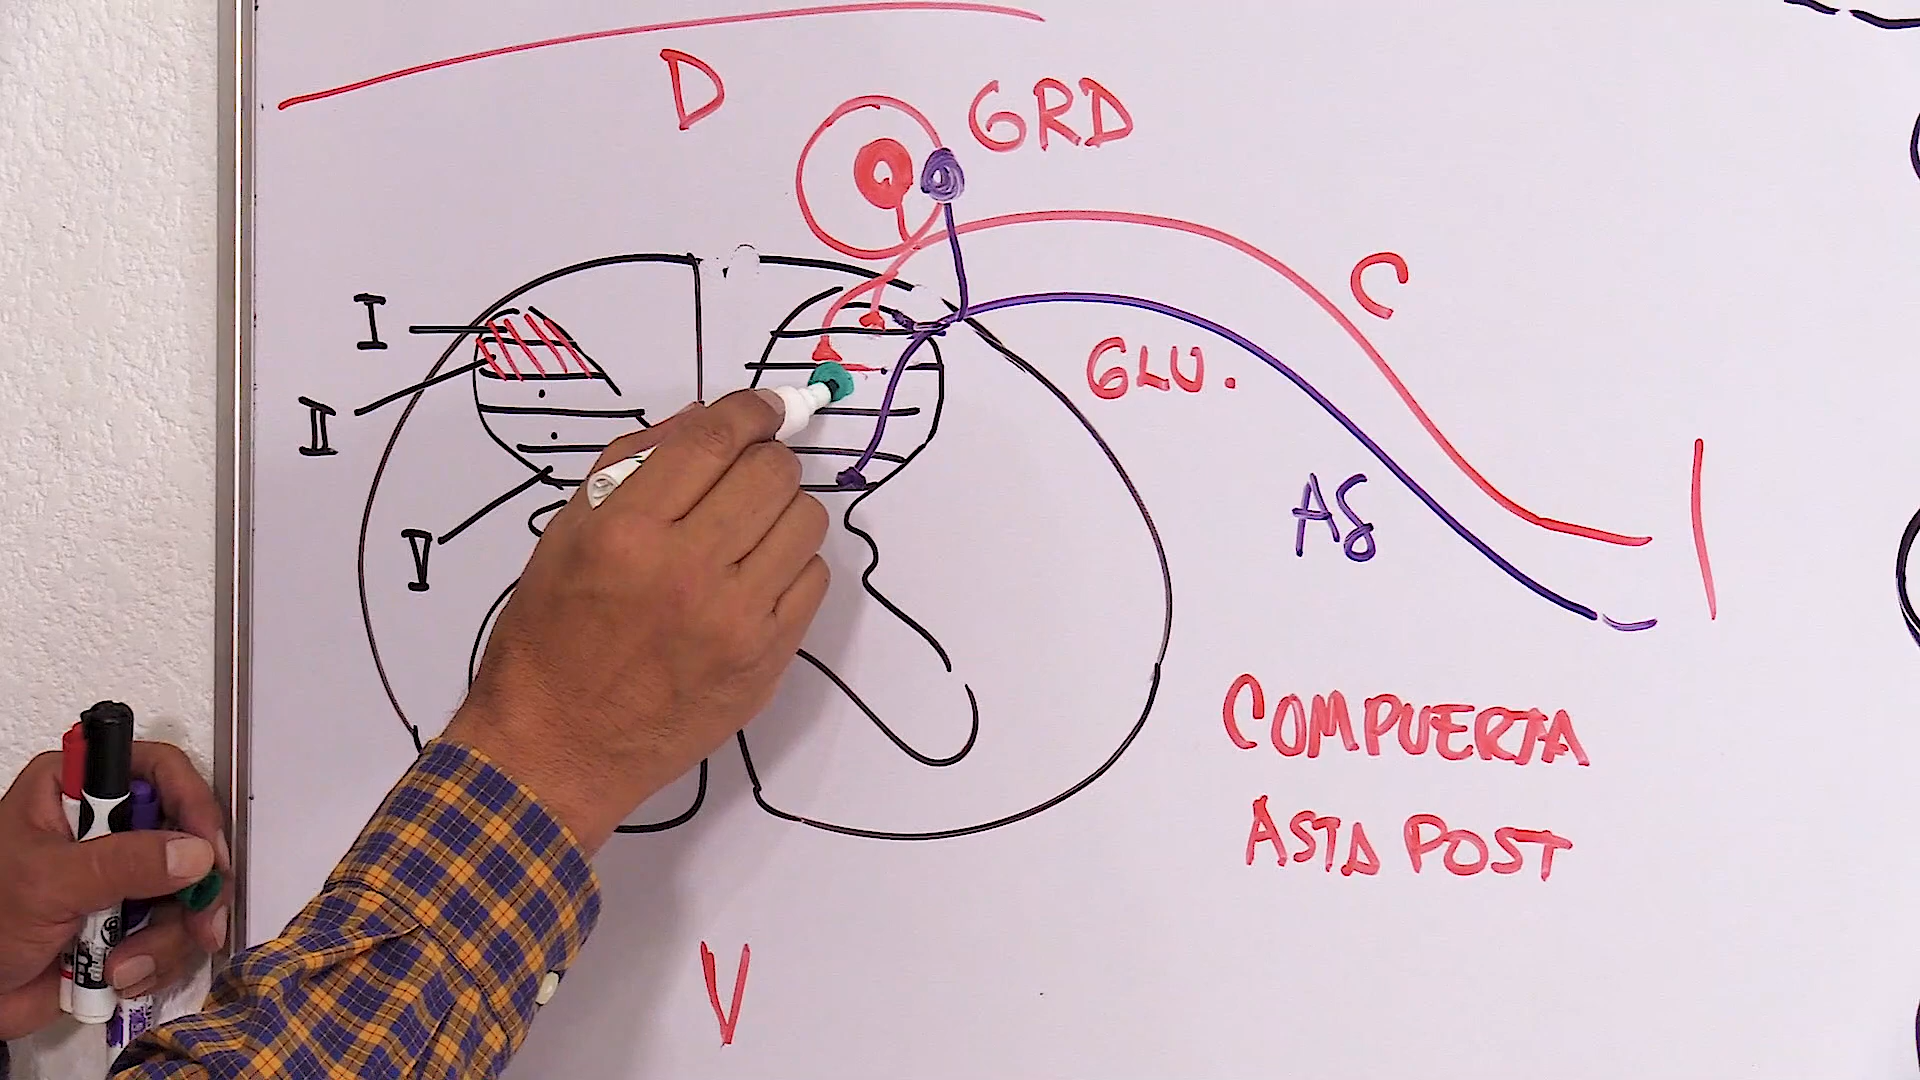 D
GRD
C
I
GLU.
II
Aδ
V
COMPUERTA
ASTA POST
V